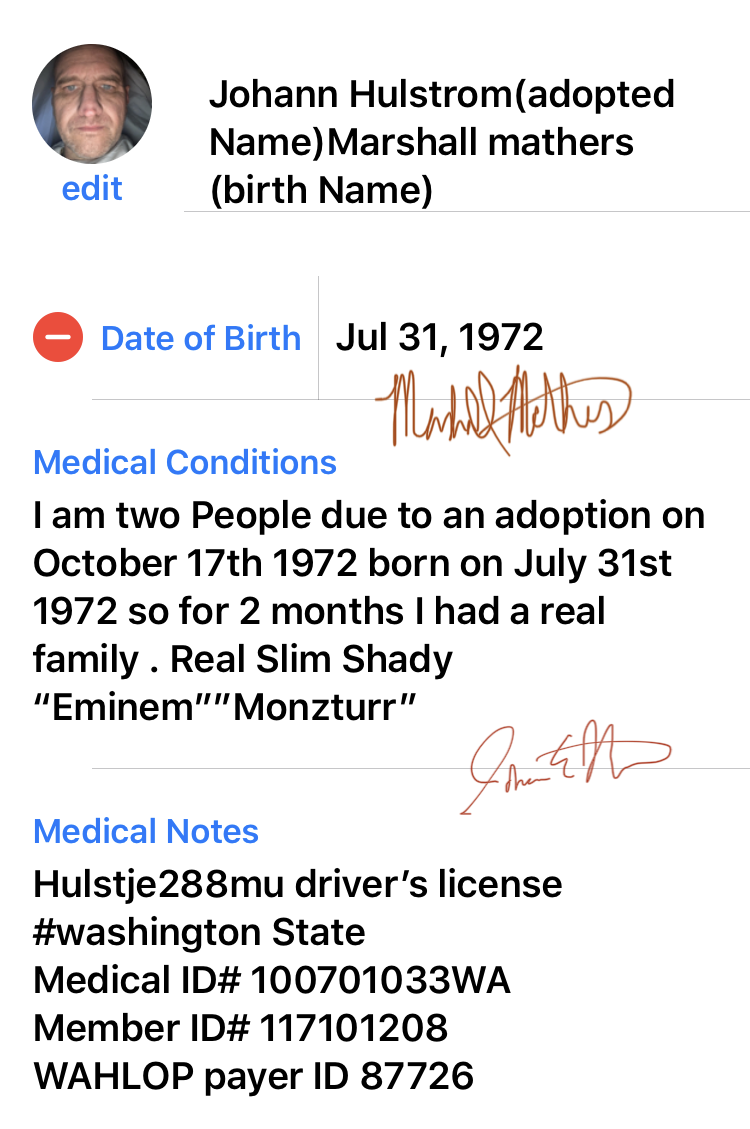 Johann Hulstrom(adopted
Name)Marshall mathers
(birth Name)
edit
Date of Birth Jul 31, 1972
Marshall Mathers
Medical Conditions
I am two People due to an adoption on
October 17th 1972 born on July 31st
1972 so for 2 months I had a real
family . Real Slim Shady
“Eminem””Monzturr”
Medical Notes
Hulstje288mu driver’s license
#washington State
Medical ID# 100701033WA
Member ID# 117101208
WAHLOP payer ID 87726